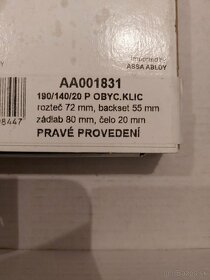 Imported by
ASSA ABLOY
AA001831
190/140/20 P OBYC.KLIC
rozteč 72 mm, backset 55 mm
zádlab 80 mm, čelo 20 mm
PRAVÉ PROVEDENÍ
8447